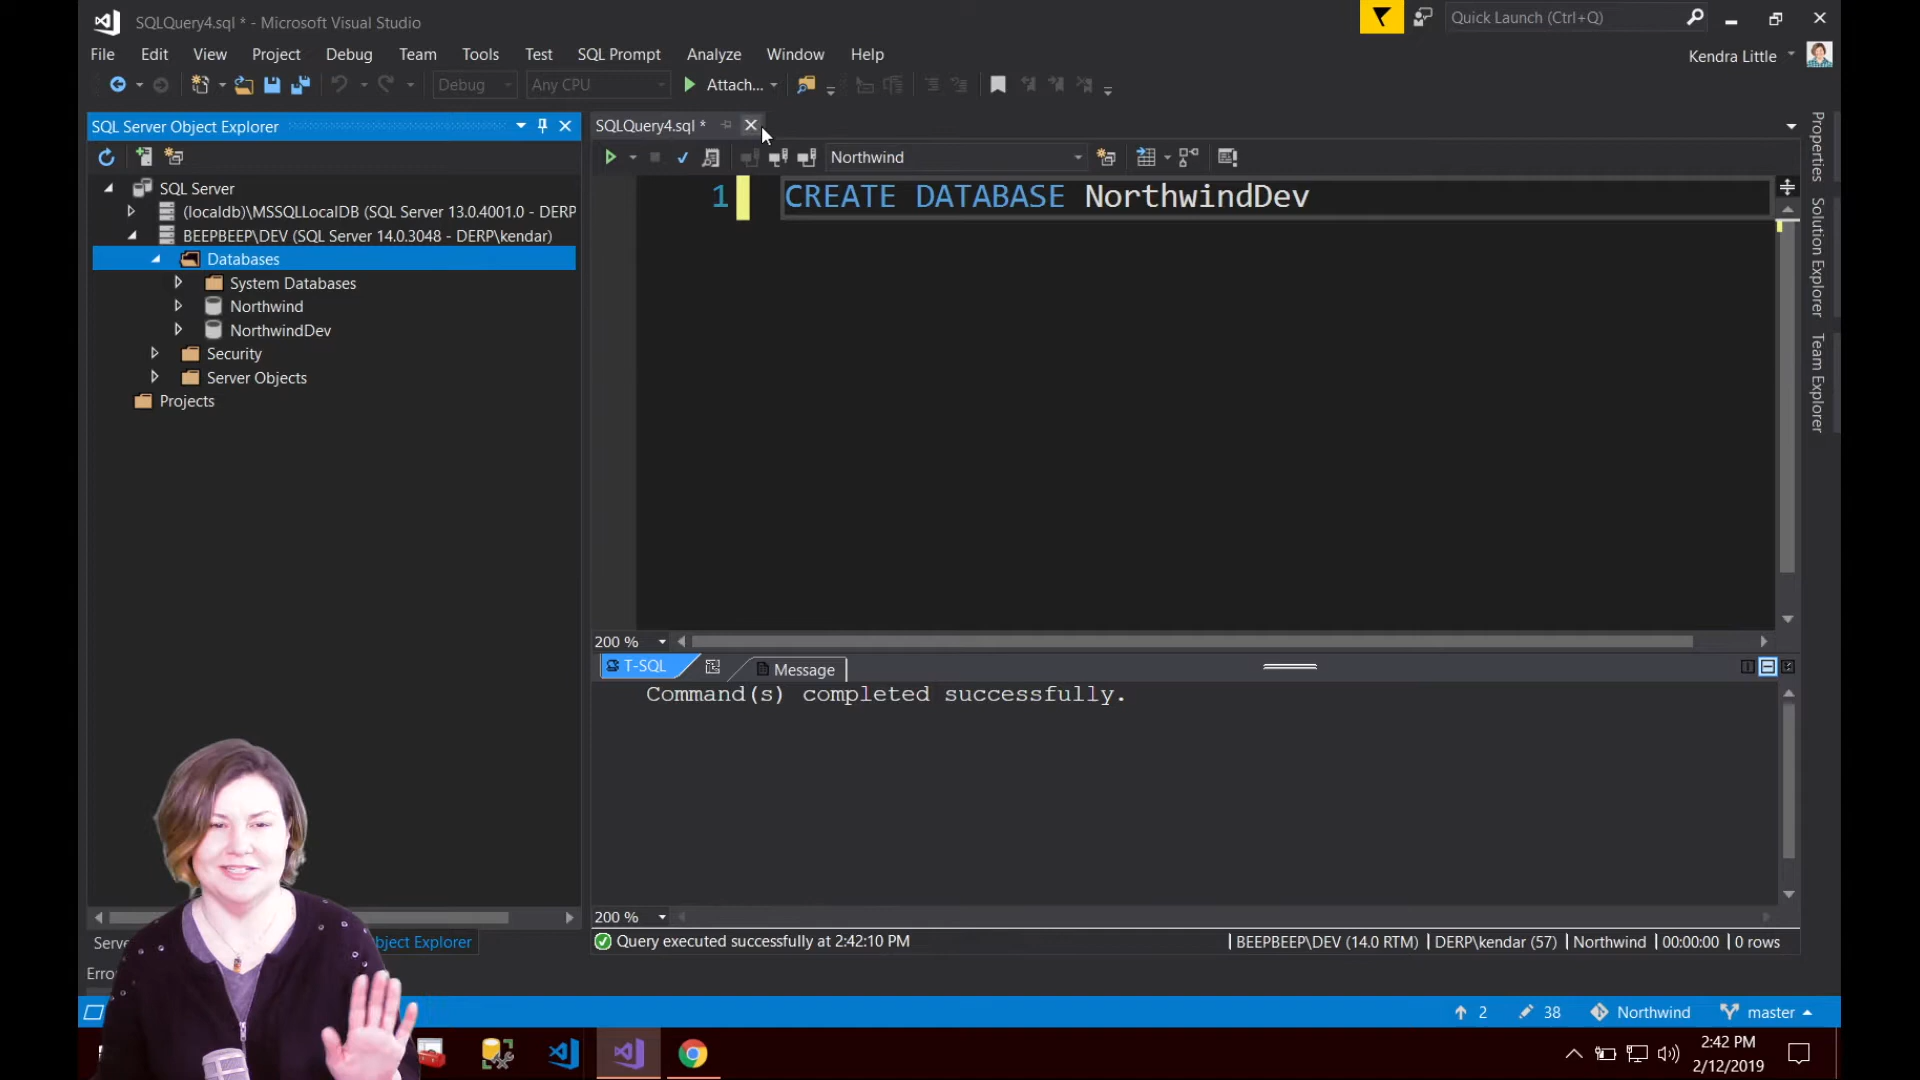 SQLQuery4.sql * - Microsoft Visual Studio
Quick Launch (Ctrl+Q)
File Edit View Project Debug Team Tools Test SQL Prompt Analyze Window Help
Kendra Little
Debug Any CPU Attach...
SQL Server Object Explorer
SQLQuery4.sql *
Northwind
SQL Server
(localdb)\MSSQLLocalDB (SQL Server 13.0.4001.0 - DERP
BEEPBEEP\DEV (SQL Server 14.0.3048 - DERP\kendar)
Databases
System Databases
Northwind
NorthwindDev
Security
Server Objects
Projects
1 CREATE DATABASE NorthwindDev
Properties
Solution Explorer
Team Explorer
200 %
T-SQL Message
Command(s) completed successfully.
200 %
Query executed successfully at 2:42:10 PM
BEEPBEEP\DEV (14.0 RTM) DERP\kendar (57) Northwind 00:00:00 0 rows
2 38 Northwind master
2:42 PM
2/12/2019